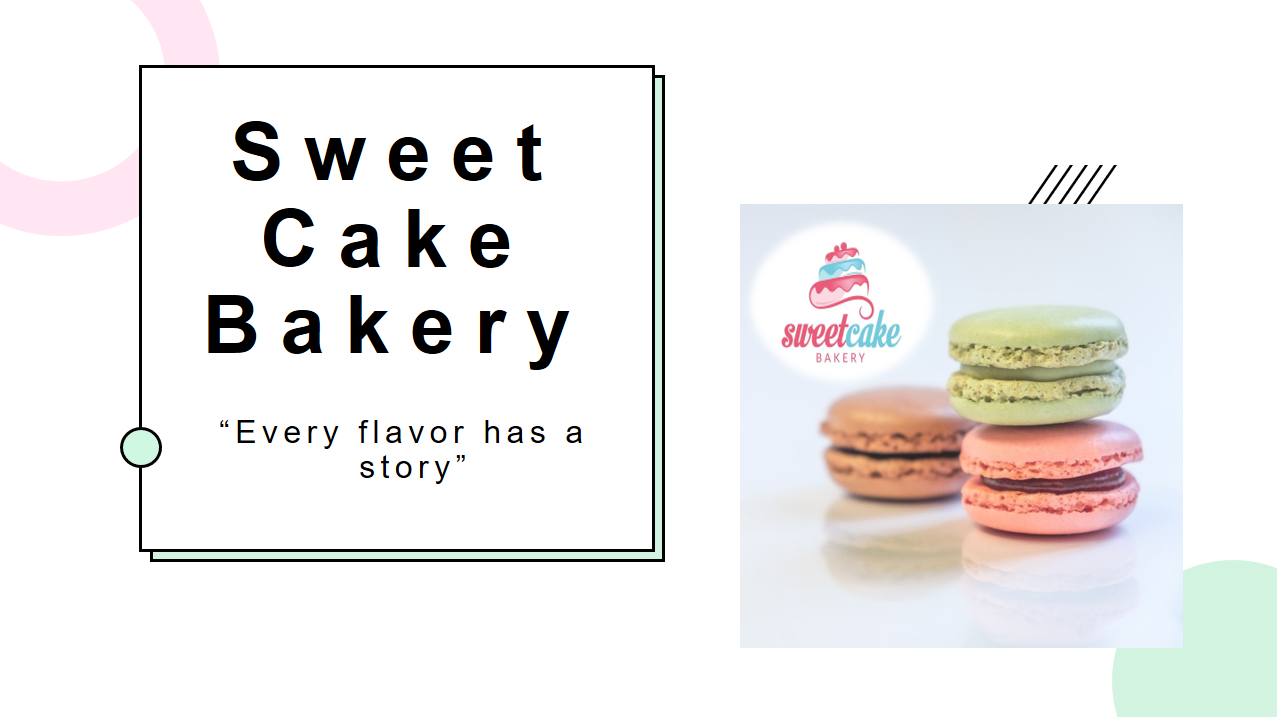 Sweet
Cake
Bakery
“Every flavor has a
story”
sweetcake
BAKERY